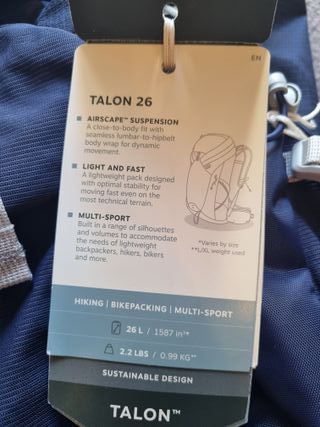 EN
TALON 26
AIRSCAPE™ SUSPENSION
A close-to-body fit with
seamless lumbar-to-hipbelt
body wrap for dynamic
movement.
LIGHT AND FAST
A lightweight pack designed
with optimal stability for
moving fast even on the
most technical terrain.
MULTI-SPORT
Built in a range of silhouettes
and volumes to accommodate
the needs of lightweight
backpackers, hikers, bikers
and more.
*Varies by size
**L/XL weight used
HIKING | BIKEPACKING | MULTI-SPORT
26 L / 1587 in³*
2.2 LBS / 0.99 KG**
SUSTAINABLE DESIGN
TALON™